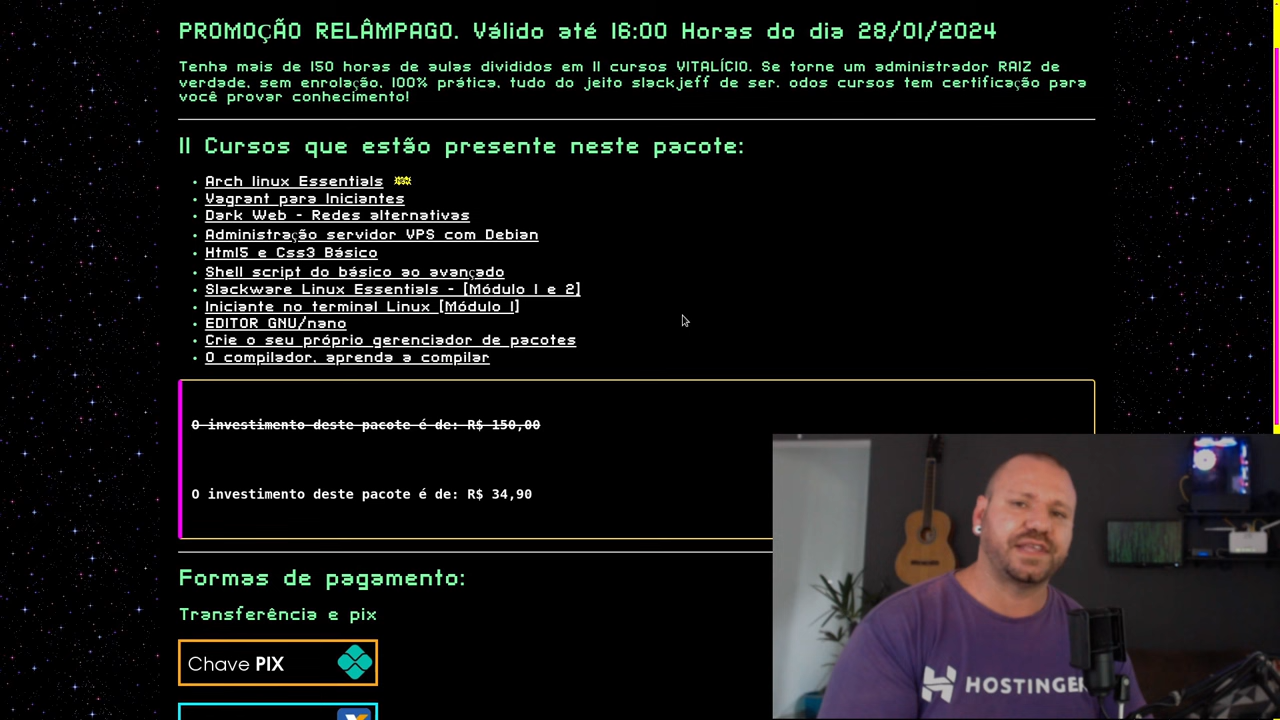 PROMOÇÃO RELÂMPAGO. Válido até 16:00 Horas do dia 28/01/2024
Tenha mais de 150 horas de aulas divididos em 11 cursos VITALÍCIO. Se torne um administrador RAIZ de
verdade, sem enrolação, 100% prática, tudo do jeito slackjeff de ser. odos cursos tem certificação para
você provar conhecimento!
11 Cursos que estão presente neste pacote:
• Arch linux Essentials
• Vagrant para Iniciantes
• Dark Web - Redes alternativas
• Administração servidor VPS com Debian
• Html5 e Css3 Básico
• Shell script do básico ao avançado
• Slackware Linux Essentials - [Módulo 1 e 2]
• Iniciante no terminal Linux [Módulo 1]
• EDITOR GNU/nano
• Crie o seu próprio gerenciador de pacotes
• O compilador, aprenda a compilar
O investimento deste pacote é de: R$ 150,00
O investimento deste pacote é de: R$ 34,90
Formas de pagamento:
Transferência e pix
Chave PIX
HOSTINGER